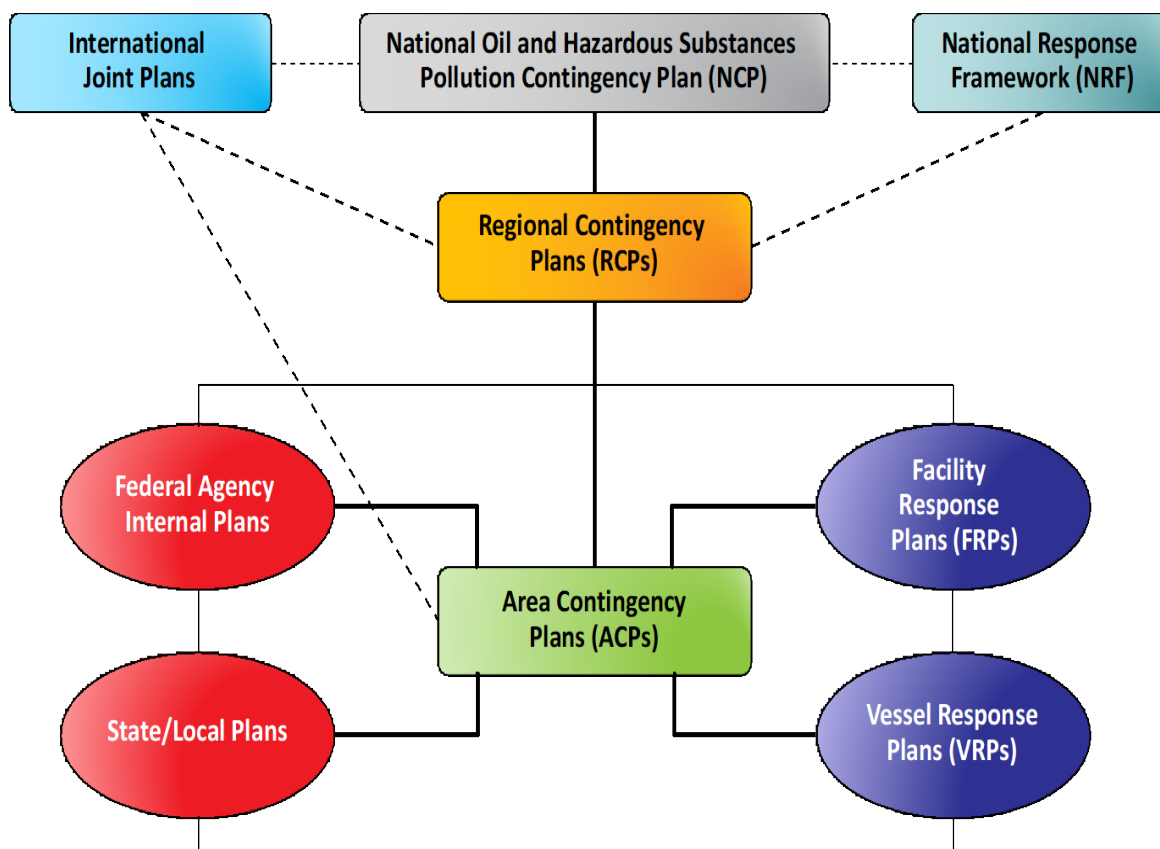 International
Joint Plans
National Oil and Hazardous Substances
Pollution Contingency Plan (NCP)
National Response
Framework (NRF)
Regional Contingency
Plans (RCPs)
Federal Agency
Internal Plans
Facility
Response
Plans (FRPs)
Area Contingency
Plans (ACPs)
State/Local Plans
Vessel Response
Plans (VRPs)